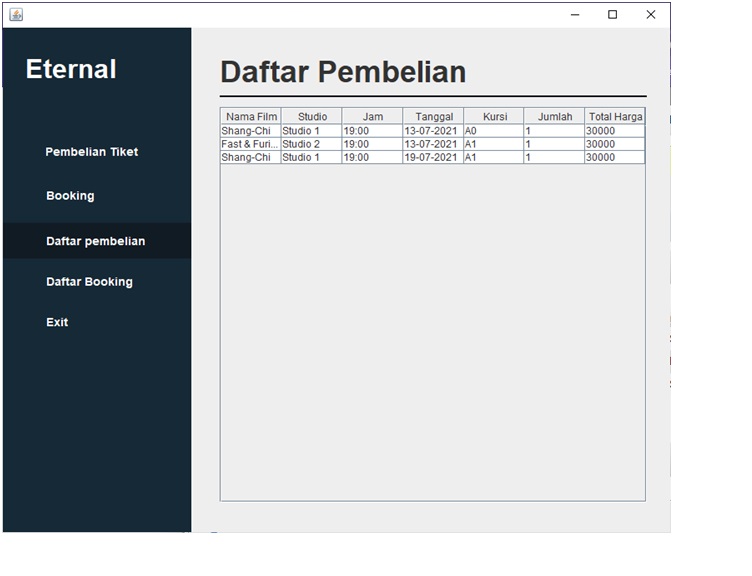 Eternal
Pembelian Tiket
Booking
Daftar pembelian
Daftar Booking
Exit
Daftar Pembelian
Nama Film Studio Jam Tanggal Kursi Jumlah Total Harga
Shang-Chi Studio 1 19:00 13-07-2021 A0 1 30000
Fast & Furi... Studio 2 19:00 13-07-2021 A1 1 30000
Shang-Chi Studio 1 19:00 19-07-2021 A1 1 30000